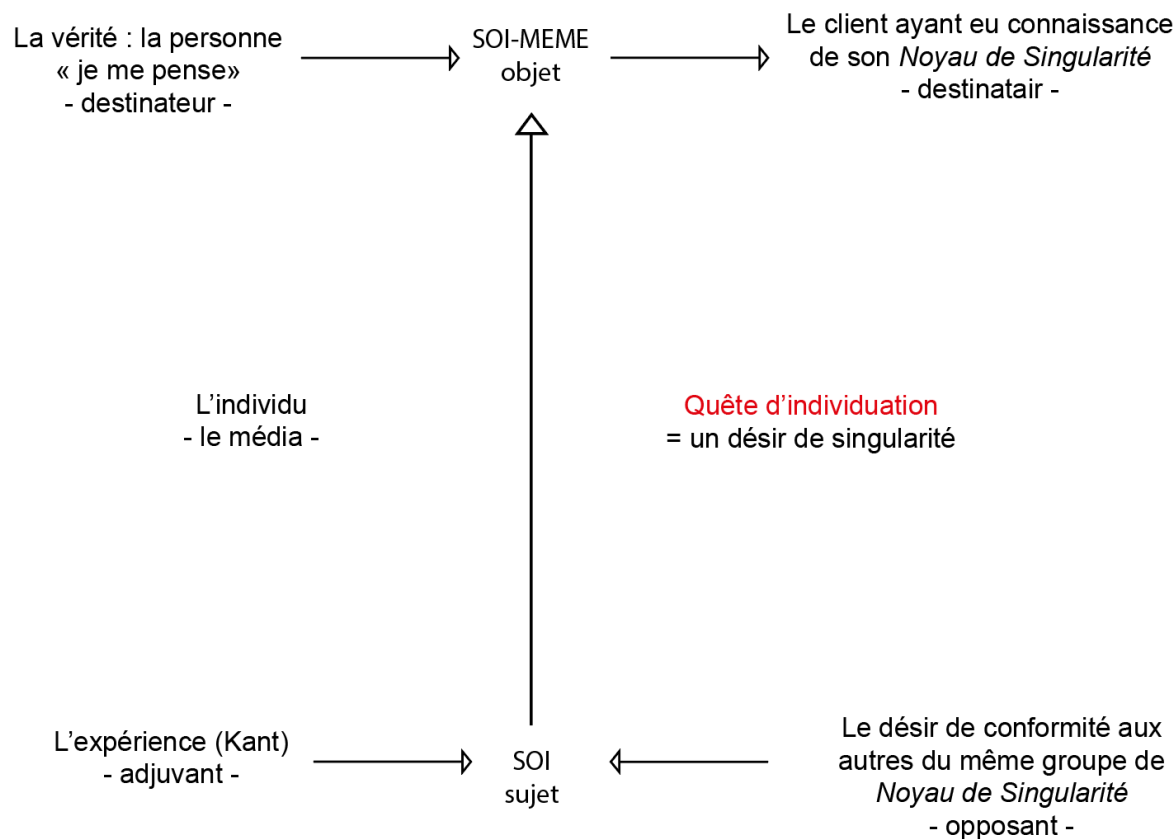 La vérité : la personne
« je me pense»
- destinateur -
SOI-MEME
objet
Le client ayant eu connaissance
de son Noyau de Singularité
- destinatair -
L'individu
- le média -
Quête d'individuation
= un désir de singularité
L'expérience (Kant)
- adjuvant -
SOI
sujet
Le désir de conformité aux
autres du même groupe de
Noyau de Singularité
- opposant -